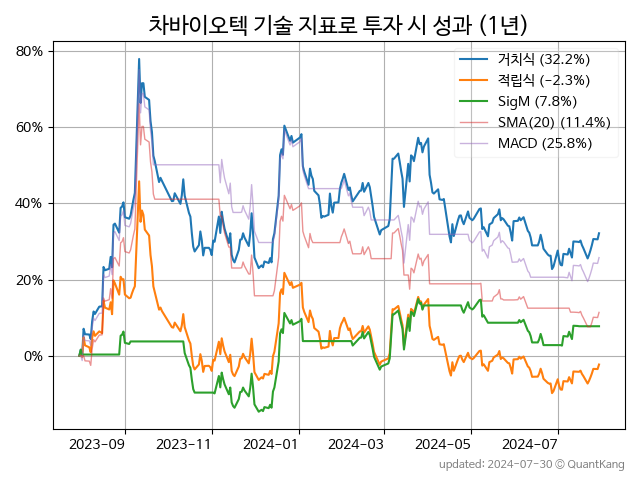 차바이오텍 기술 지표로 투자 시 성과 (1년)
80%
60%
40%
20%
0%
거치식 (32.2%)
적립식 (−2.3%)
SigM (7.8%)
SMA(20) (11.4%)
MACD (25.8%)
2023-09
2023-11
2024-01
2024-03
2024-05
2024-07
updated: 2024-07-30 © QuantKang